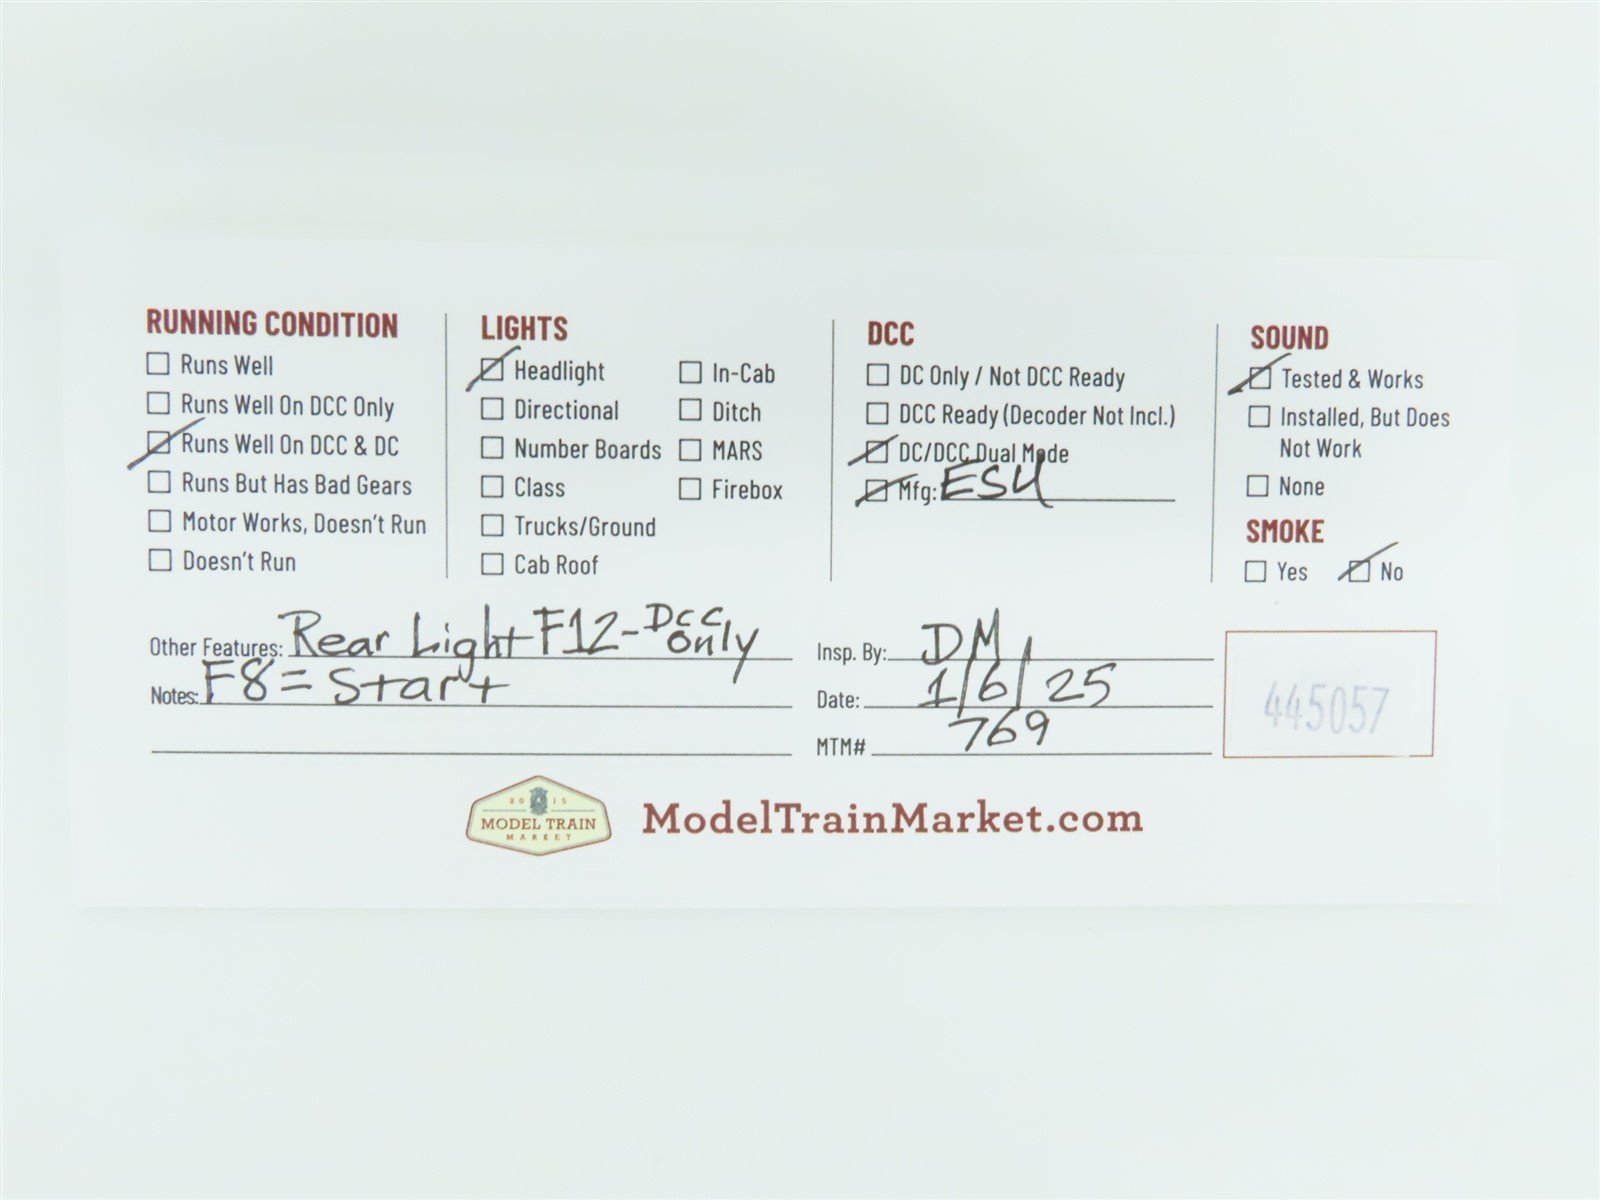 RUNNING CONDITION
Runs Well
Runs Well On DCC Only
Runs Well On DCC & DC
Runs But Has Bad Gears
Motor Works, Doesn't Run
Doesn't Run
LIGHTS
Headlight
Directional
Number Boards
Class
Trucks/Ground
Cab Roof
In-Cab
Ditch
MARS
Firebox
DCC
DC Only / Not DCC Ready
DCC Ready (Decoder Not Incl.)
DC/DCC Dual Mode
Mfg: ESU
SOUND
Tested & Works
Installed, But Does
Not Work
None
SMOKE
Yes No
Other Features: Rear Light F12-DCC only
Notes: F8 = Start
Insp. By: DM
Date: 1/6/25
MTM# 769
445057
2015
MODEL TRAIN
MARKET
ModelTrainMarket.com